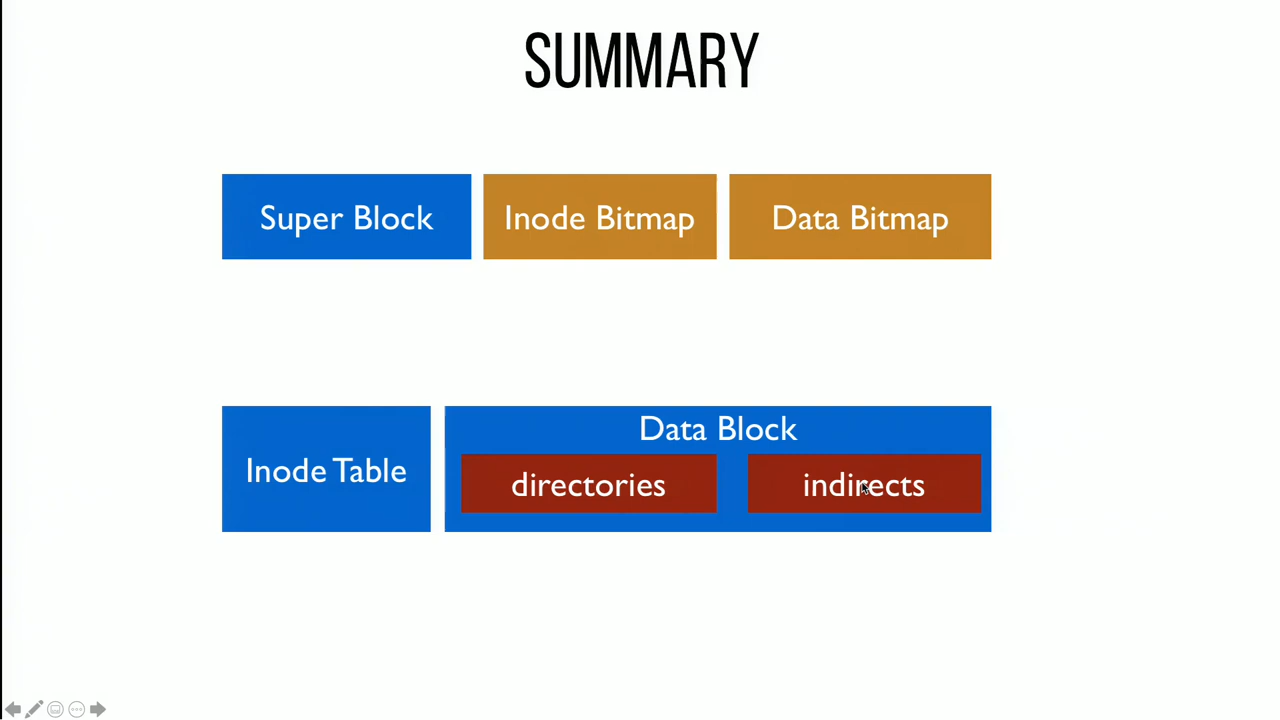 SUMMARY
Super Block
Inode Bitmap
Data Bitmap
Inode Table
Data Block
directories
indirects